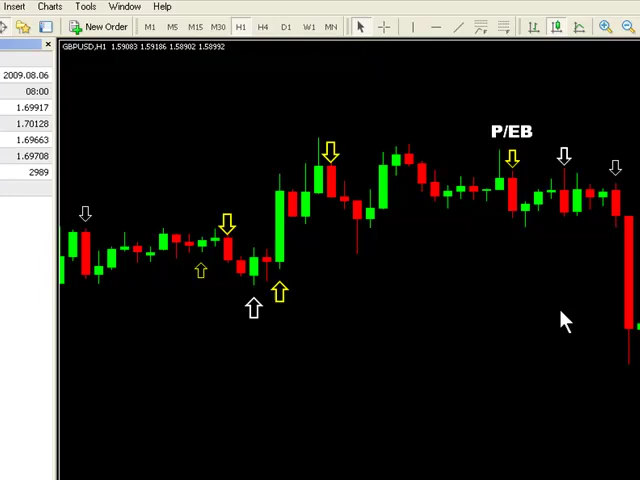 Insert Charts Tools Window Help
New Order M1 M5 M15 M30 H1 H4 D1 W1 MN
GBPUSD,H1 1.59083 1.59186 1.58902 1.58992
2009.08.06
08:00
1.69917
1.70128
1.69663
1.69708
2989
P/EB